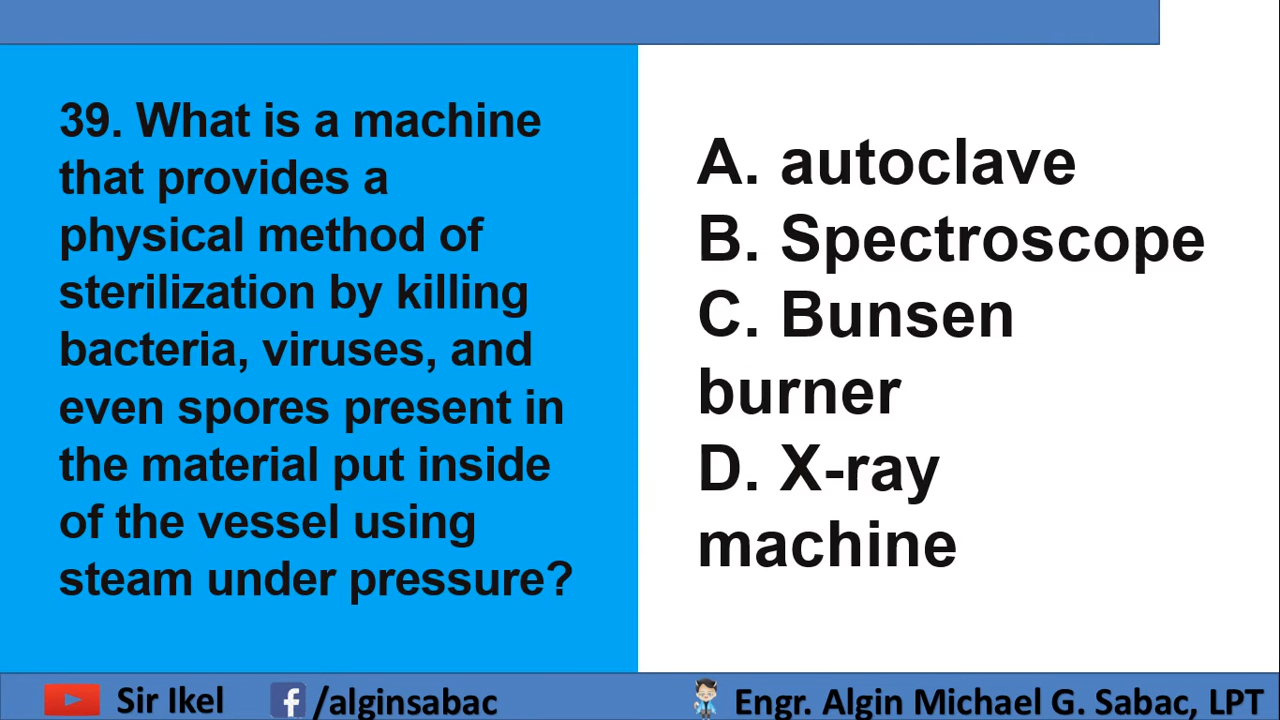 39. What is a machine
that provides a
physical method of
sterilization by killing
bacteria, viruses, and
even spores present in
the material put inside
of the vessel using
steam under pressure?
A. autoclave
B. Spectroscope
C. Bunsen
burner
D. X-ray
machine
Sir Ikel
/alginsabac
Engr. Algin Michael G. Sabac, LPT